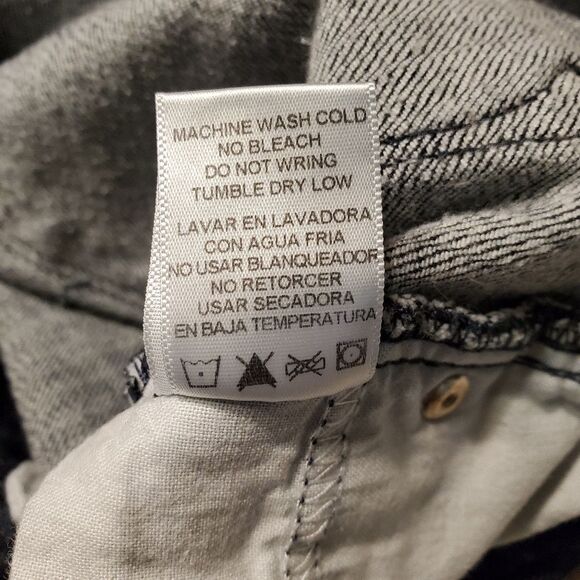 MACHINE WASH COLD
NO BLEACH
DO NOT WRING
TUMBLE DRY LOW
LAVAR EN LAVADORA
CON AGUA FRIA
NO USAR BLANQUEADOR
NO RETORCER
USAR SECADORA
EN BAJA TEMPERATURA